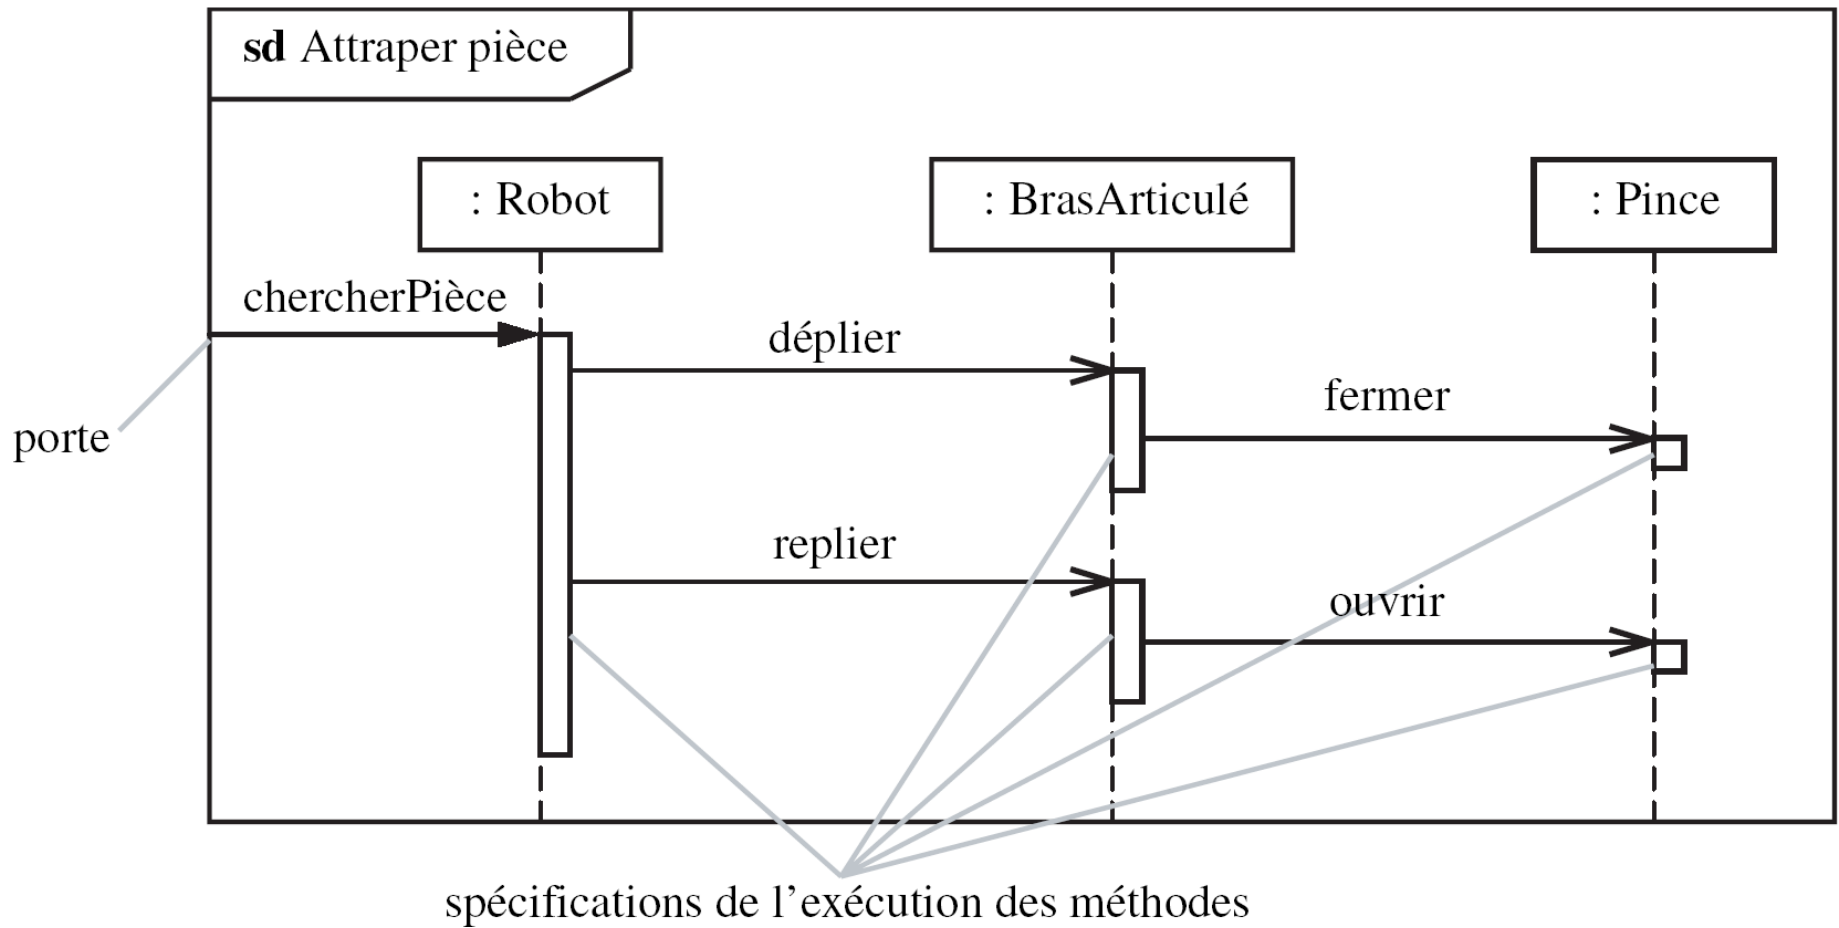 sd Attraper pièce
: Robot
: BrasArticulé
: Pince
chercherPièce
déplier
fermer
porte
replier
ouvrir
spécifications de l’exécution des méthodes